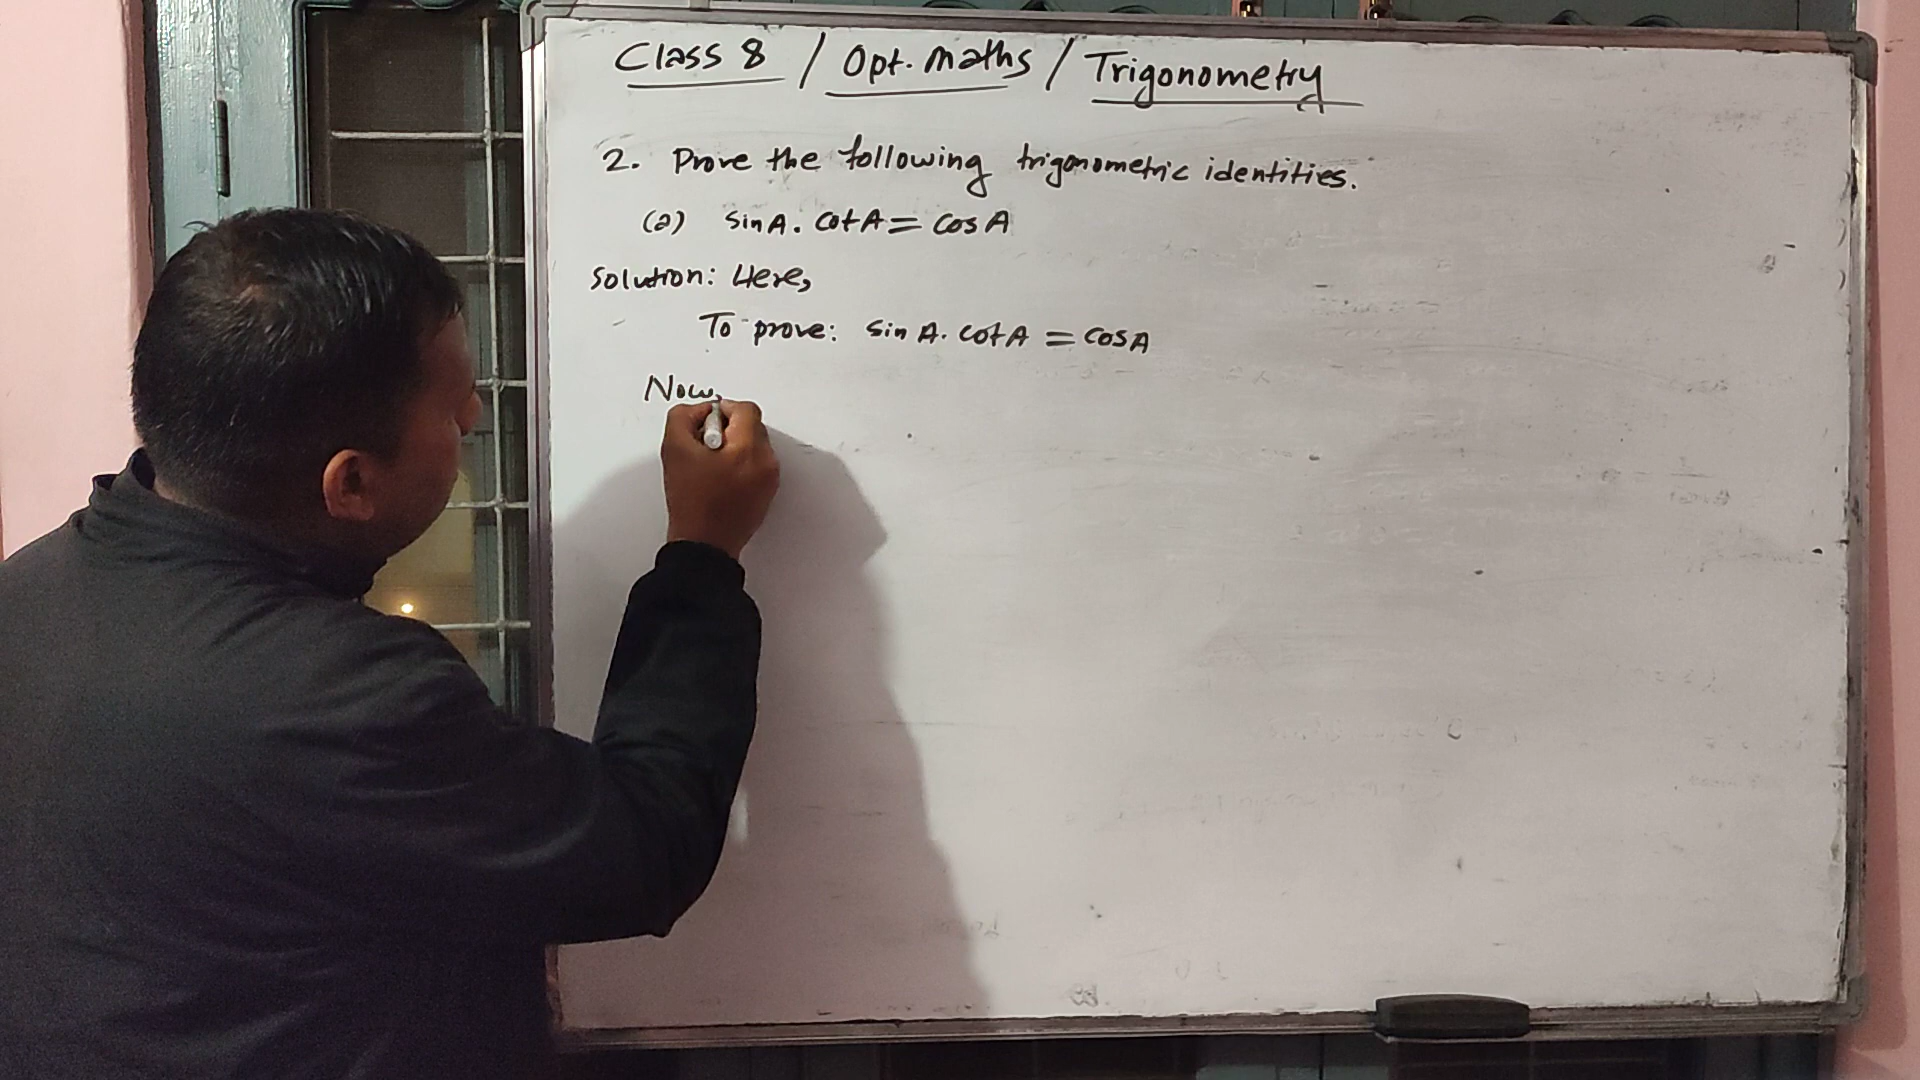 Class 8 / Opt. Maths / Trigonometry
2. Prove the following trigonometric identities.
(a) sinA. cotA = cosA
Solution: Here,
To prove: sin A. cotA = cosA
Now,